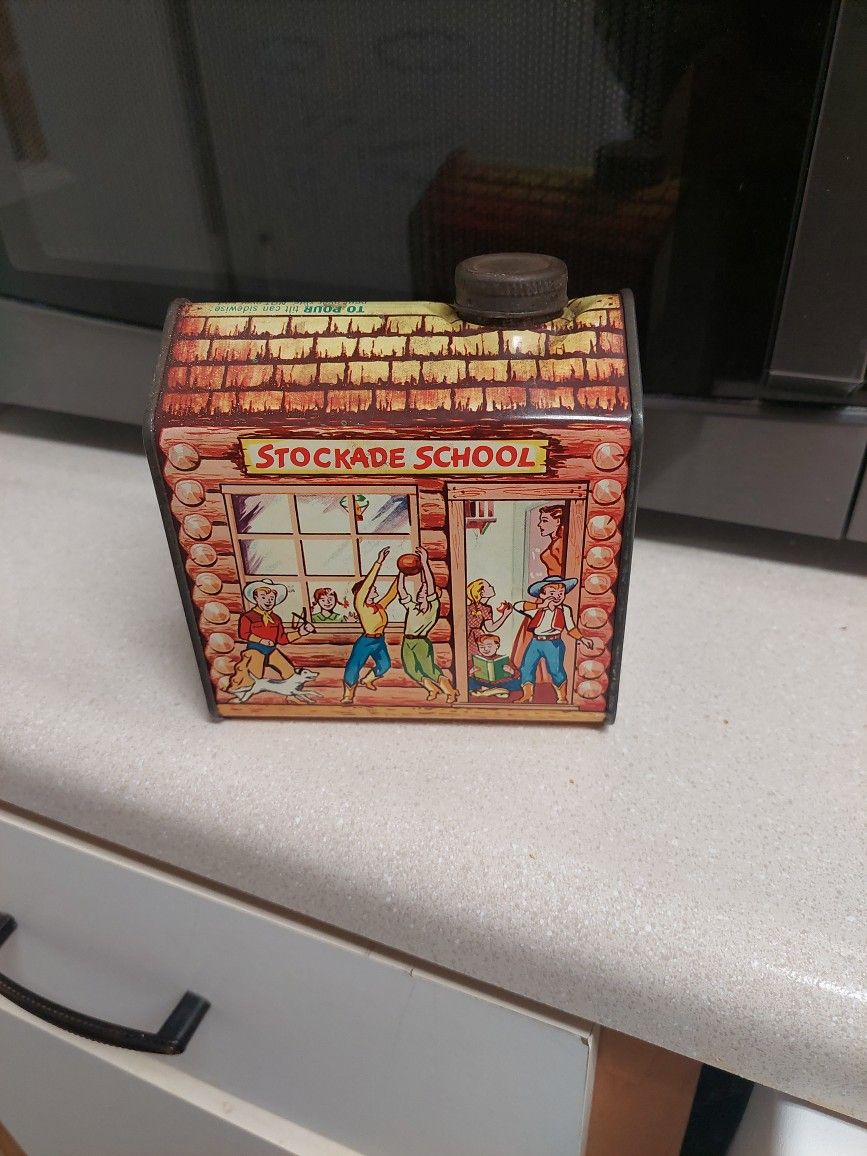 TO POUR tilt can sidewise;
STOCKADE SCHOOL